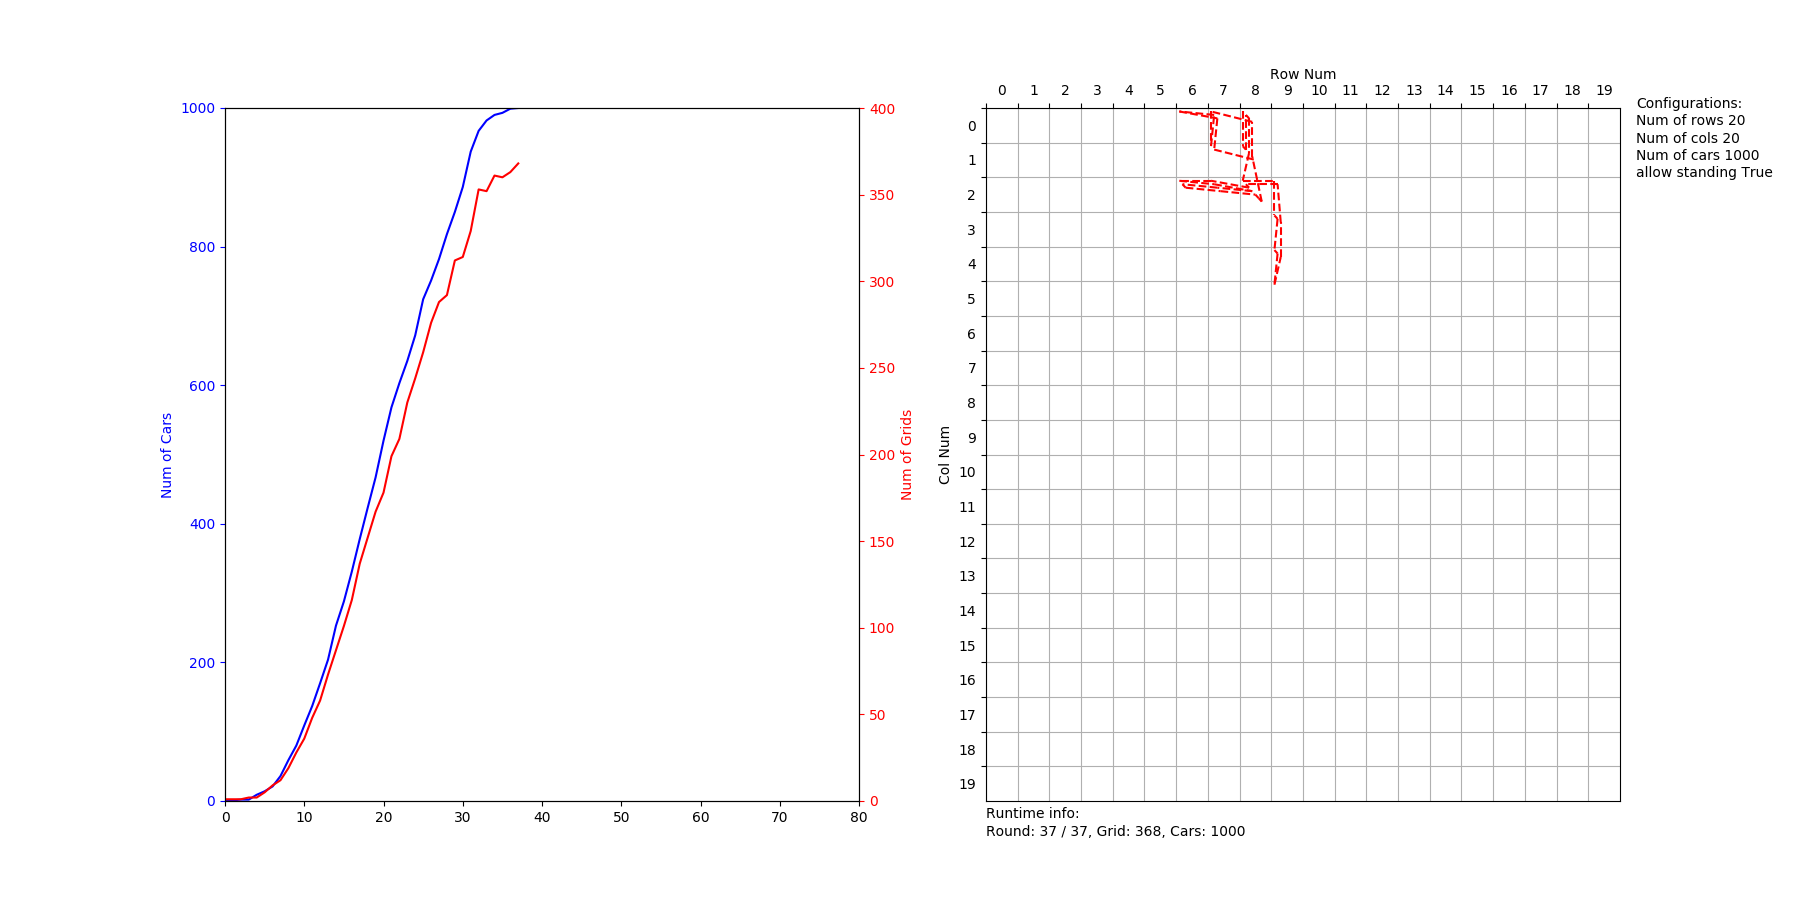 1000
800
600
400
200
0
Num of Cars
0 10 20 30 40 50 60 70 80
400
350
300
250
200
150
100
50
0
Num of Grids
Row Num
0 1 2 3 4 5 6 7 8 9 10 11 12 13 14 15 16 17 18 19
Col Num
0
1
2
3
4
5
6
7
8
9
10
11
12
13
14
15
16
17
18
19
Configurations:
Num of rows 20
Num of cols 20
Num of cars 1000
allow standing True
Runtime info:
Round: 37 / 37, Grid: 368, Cars: 1000